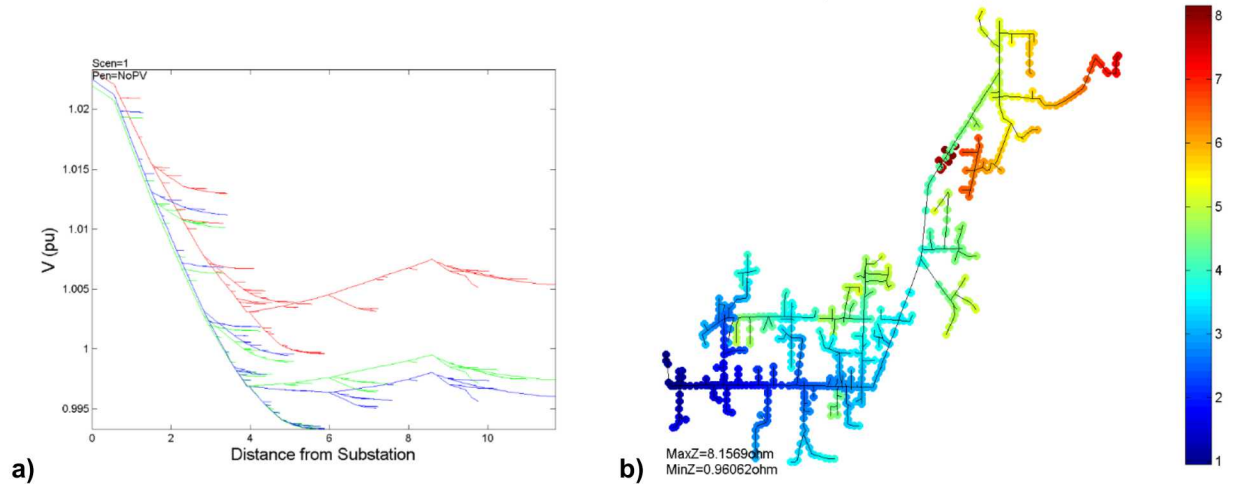 Scen=1
Pen=NoPV
1.02
1.015
1.01
1.005
1
0.995
V (pu)
0 2 4 6 8 10
Distance from Substation
a)
8
7
6
5
4
3
2
1
MaxZ=8.1569ohm
MinZ=0.96062ohm
b)